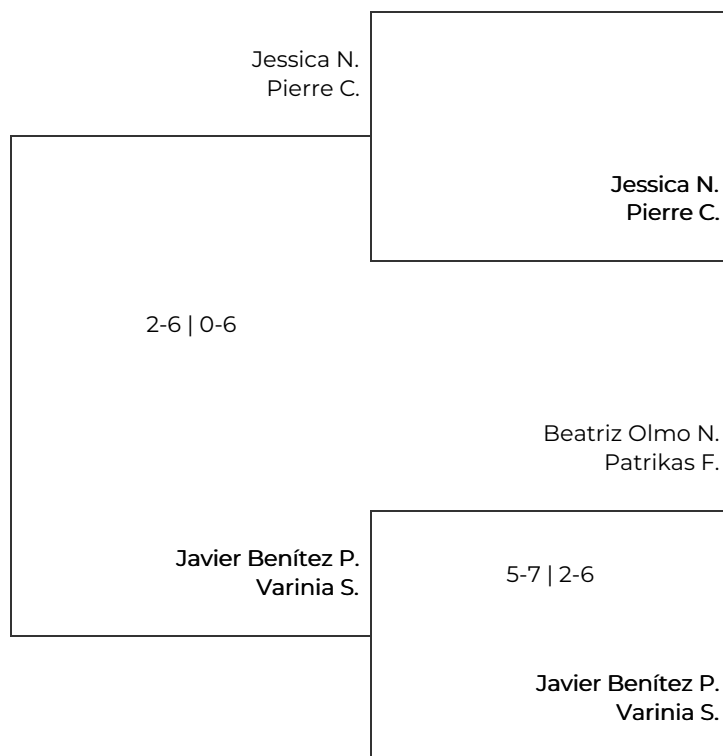 Jessica N.
Pierre C.
Jessica N.
Pierre C.
2-6 | 0-6
Beatriz Olmo N.
Patrikas F.
Javier Benítez P.
Varinia S.
5-7 | 2-6
Javier Benítez P.
Varinia S.